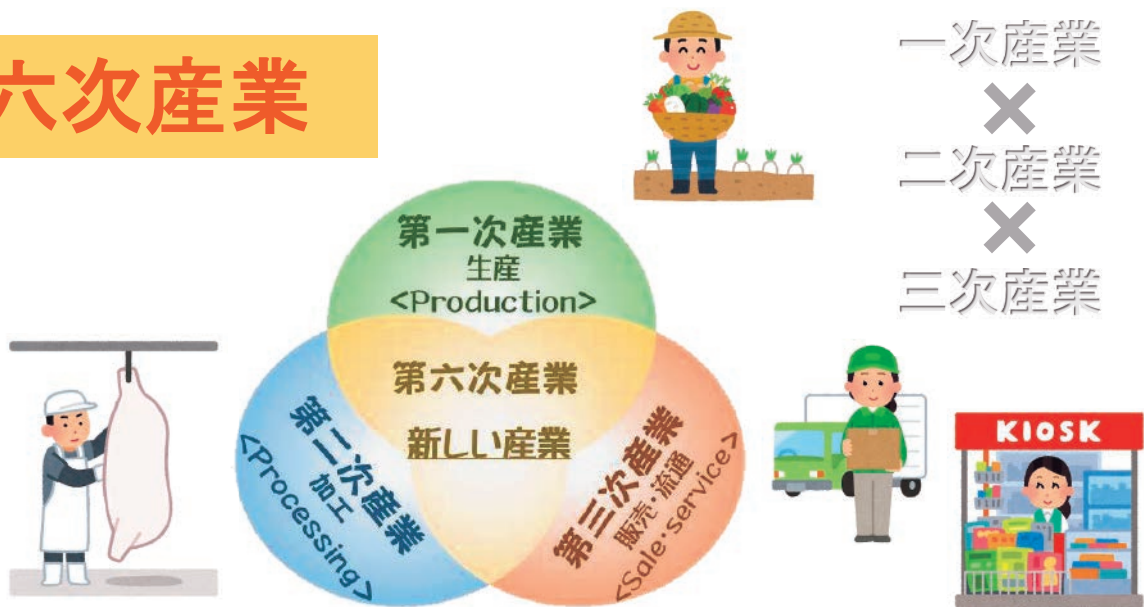 六次産業
一次産業
×
二次産業
×
三次産業
第一次産業
生産
<Production>
第六次産業
新しい産業
第二次産業
加工
<Processing>
第三次産業
販売・流通
<Sale・service>
KIOSK